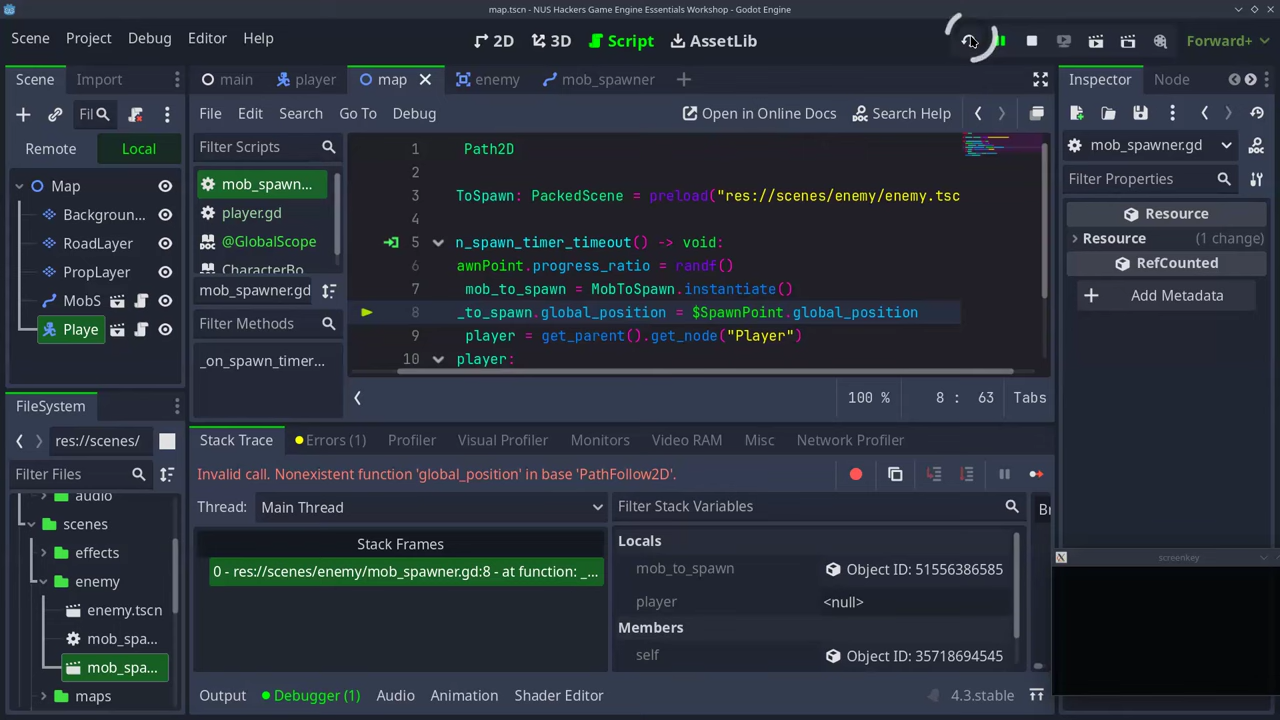 map.tscn - NUS Hackers Game Engine Essentials Workshop - Godot Engine
Scene Project Debug Editor Help
2D 3D Script AssetLib
Forward+
Scene Import
main player map enemy mob_spawner
Inspector Node
File Edit Search Go To Debug
Open in Online Docs Search Help
Fil
Remote Local
Map
Backgroun...
RoadLayer
PropLayer
MobS
Playe
Filter Scripts
mob_spawn...
player.gd
@GlobalScope
CharacterBo
mob_spawner.gd
Filter Methods
_on_spawn_timer...
1 Path2D
2
3 ToSpawn: PackedScene = preload("res://scenes/enemy/enemy.tsc
4
5 n_spawn_timer_timeout() -> void:
6 awnPoint.progress_ratio = randf()
7 mob_to_spawn = MobToSpawn.instantiate()
8 _to_spawn.global_position = $SpawnPoint.global_position
9 player = get_parent().get_node("Player")
10 player:
100 % 8 : 63 Tabs
mob_spawner.gd
Filter Properties
Resource
Resource (1 change)
RefCounted
Add Metadata
FileSystem
res://scenes/
Filter Files
audio
scenes
effects
enemy
enemy.tscn
mob_spa...
mob_spa...
maps
Stack Trace Errors (1) Profiler Visual Profiler Monitors Video RAM Misc Network Profiler
Invalid call. Nonexistent function 'global_position' in base 'PathFollow2D'.
Thread: Main Thread
Filter Stack Variables
Br
Stack Frames
0 - res://scenes/enemy/mob_spawner.gd:8 - at function: _...
Locals
mob_to_spawn Object ID: 51556386585
player <null>
Members
self Object ID: 35718694545
Output Debugger (1) Audio Animation Shader Editor
4.3.stable
screenkey